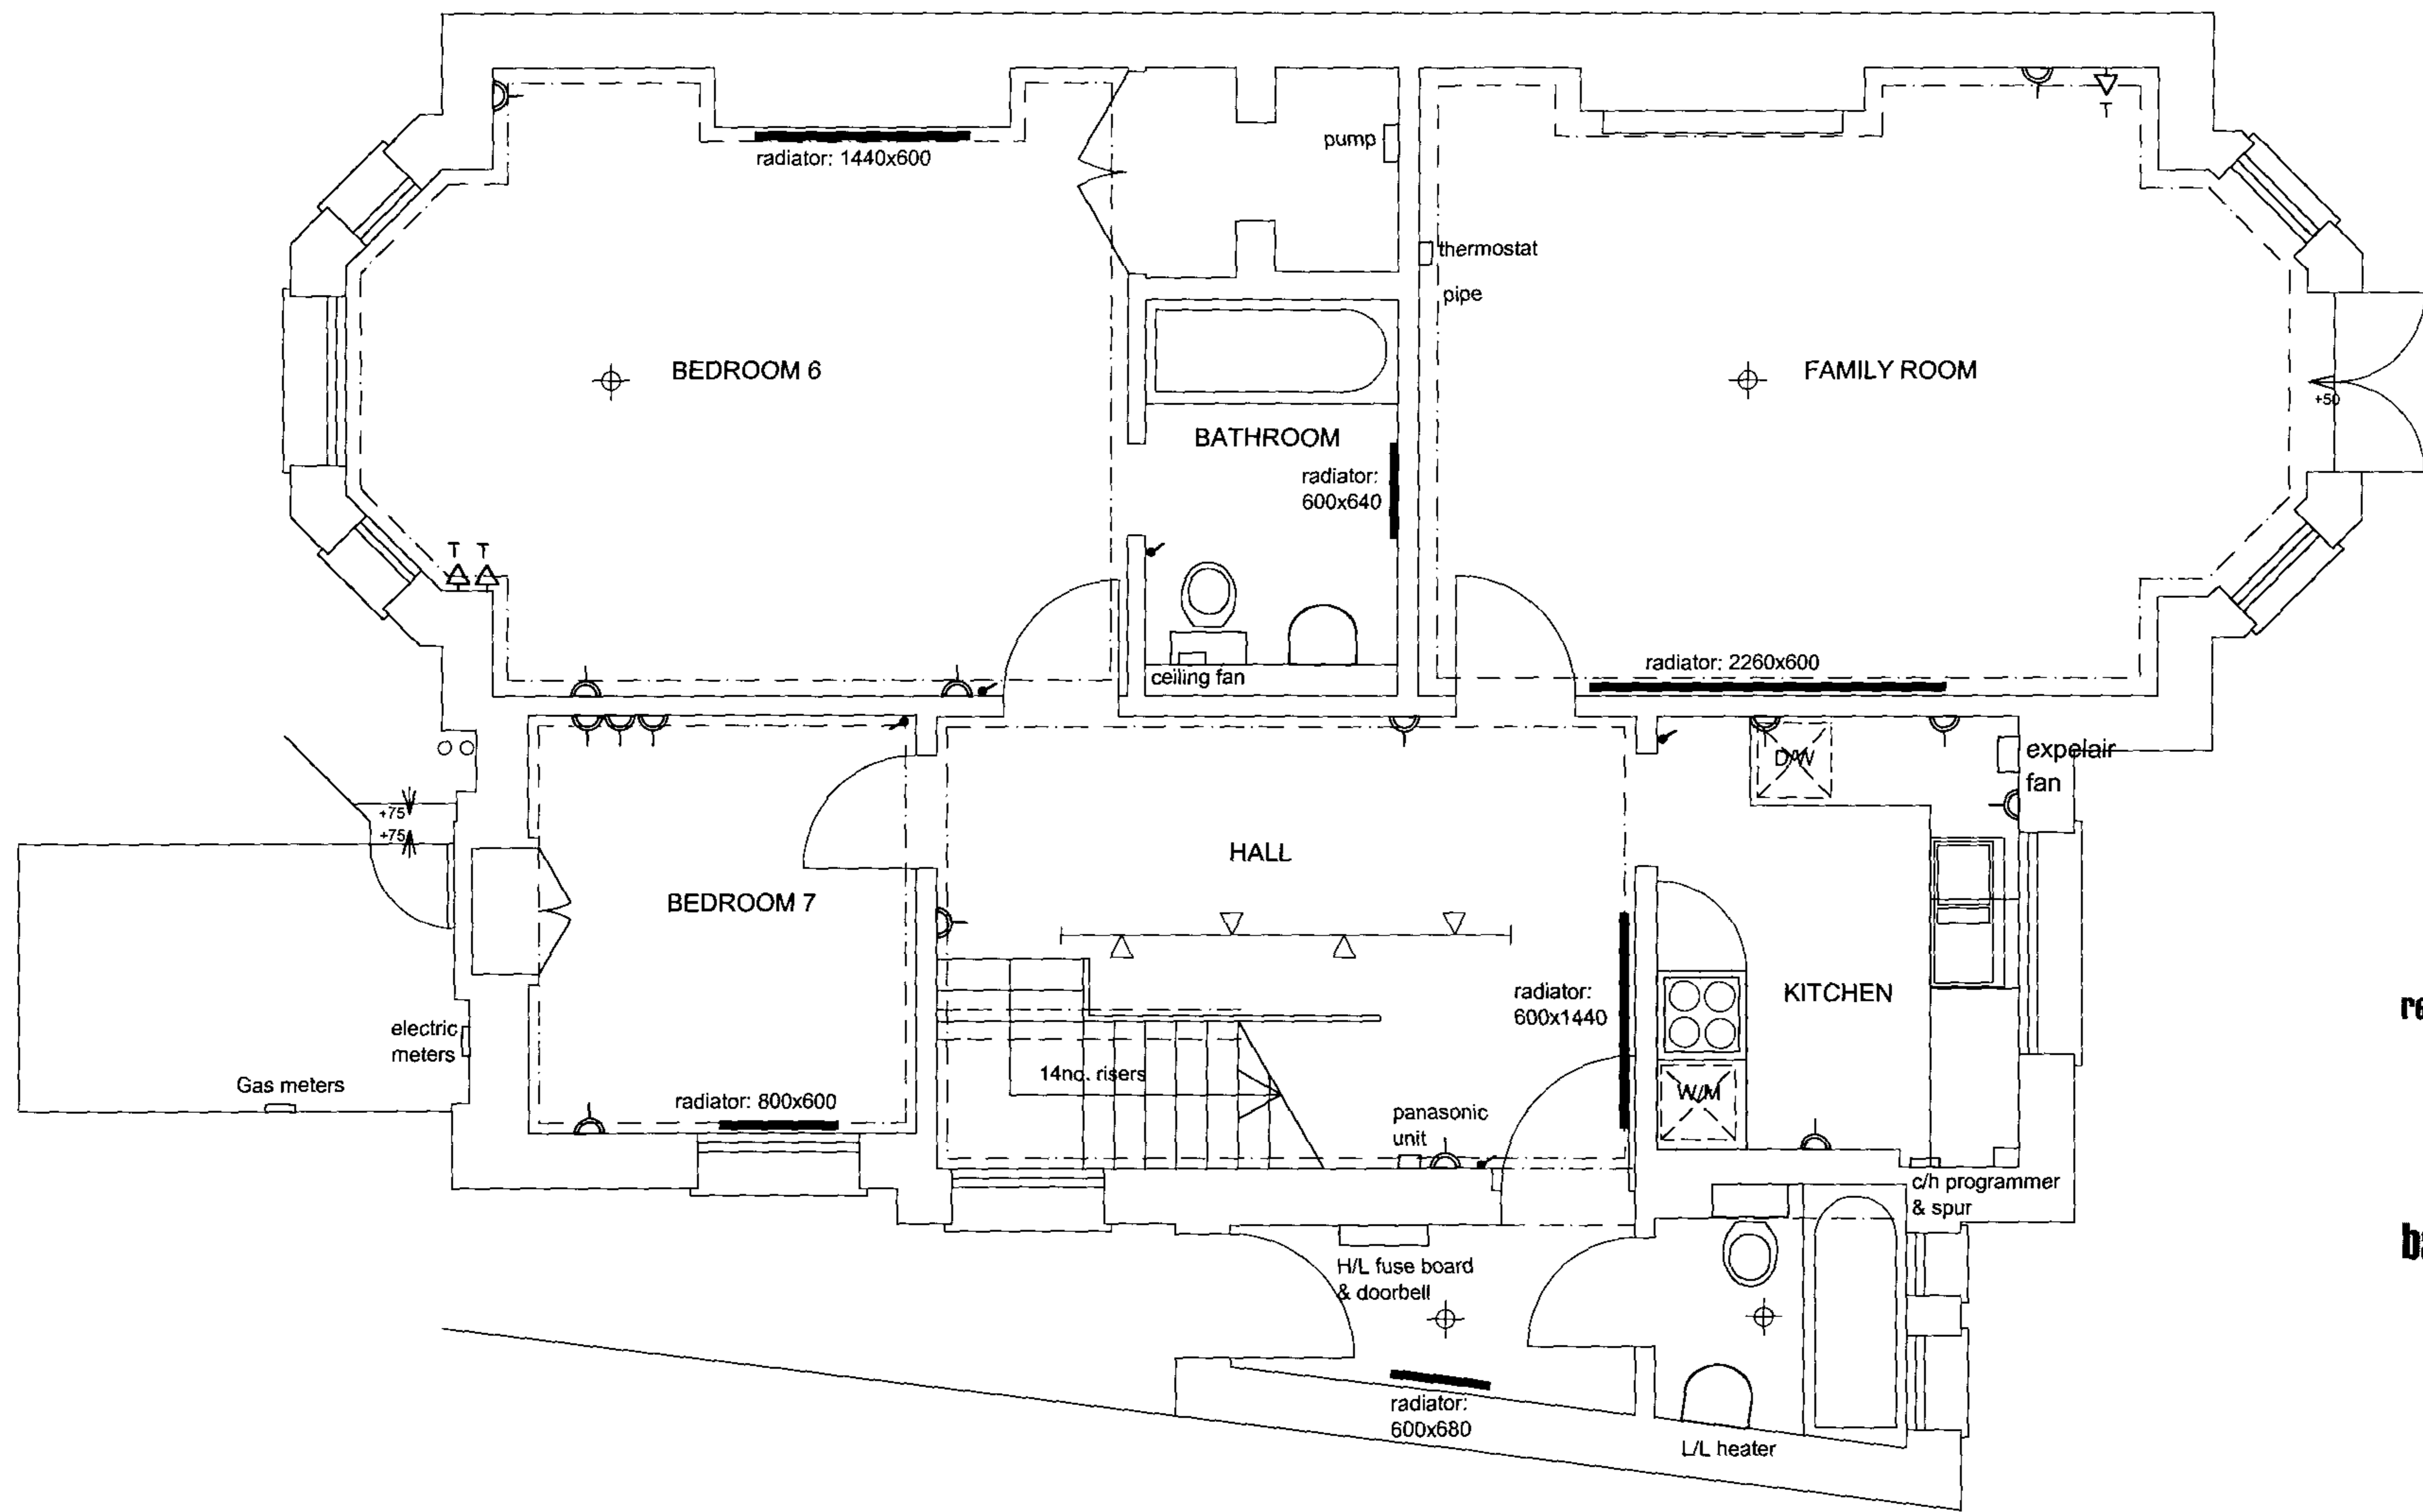 T
radiator: 1440x600
pump
thermostat
pipe
BEDROOM 6
FAMILY ROOM
+50
BATHROOM
radiator:
600x640
T T
ceiling fan
radiator: 2260x600
D/W
expelair
fan
+75
+75
HALL
BEDROOM 7
KITCHEN
radiator:
600x1440
electric
meters
Gas meters
14no. risers
radiator: 800x600
W/M
panasonic
unit
c/h programmer
& spur
H/L fuse board
& doorbell
radiator:
600x680
L/L heater
re
ba